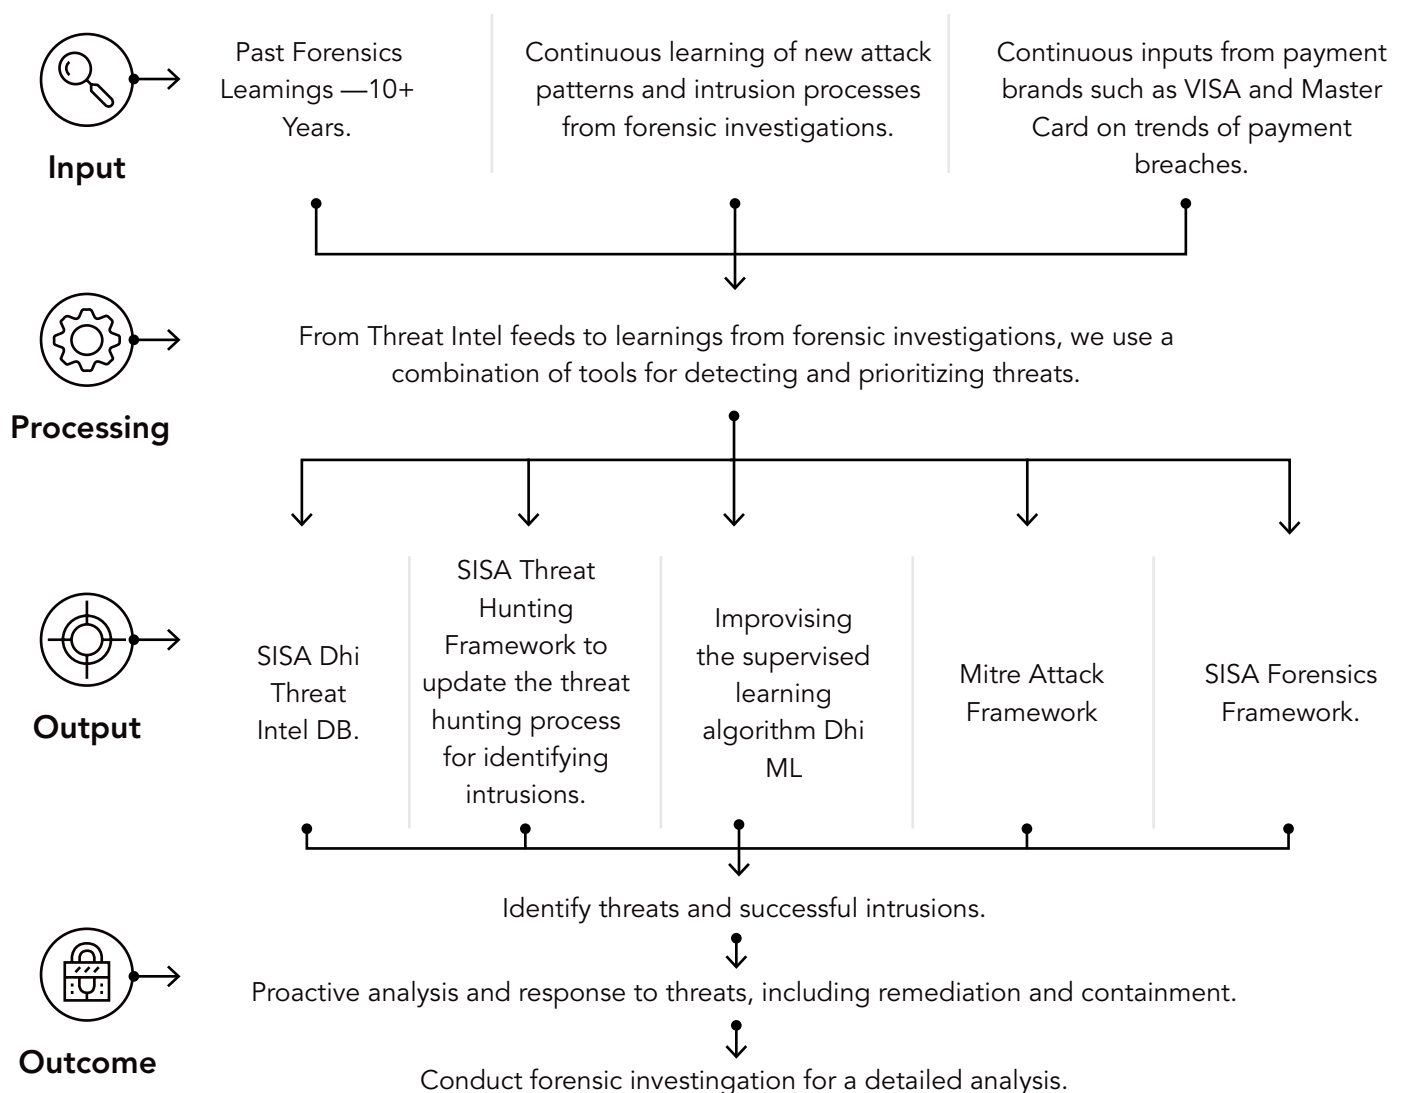 Past Forensics
Leamings —10+
Years.
Continuous learning of new attack
patterns and intrusion processes
from forensic investigations.
Continuous inputs from payment
brands such as VISA and Master
Card on trends of payment
breaches.
Input
From Threat Intel feeds to learnings from forensic investigations, we use a
combination of tools for detecting and prioritizing threats.
Processing
SISA Dhi
Threat
Intel DB.
SISA Threat
Hunting
Framework to
update the threat
hunting process
for identifying
intrusions.
Improvising
the supervised
learning
algorithm Dhi
ML
Mitre Attack
Framework
SISA Forensics
Framework.
Output
Identify threats and successful intrusions.
Proactive analysis and response to threats, including remediation and containment.
Outcome
Conduct forensic investingation for a detailed analysis.